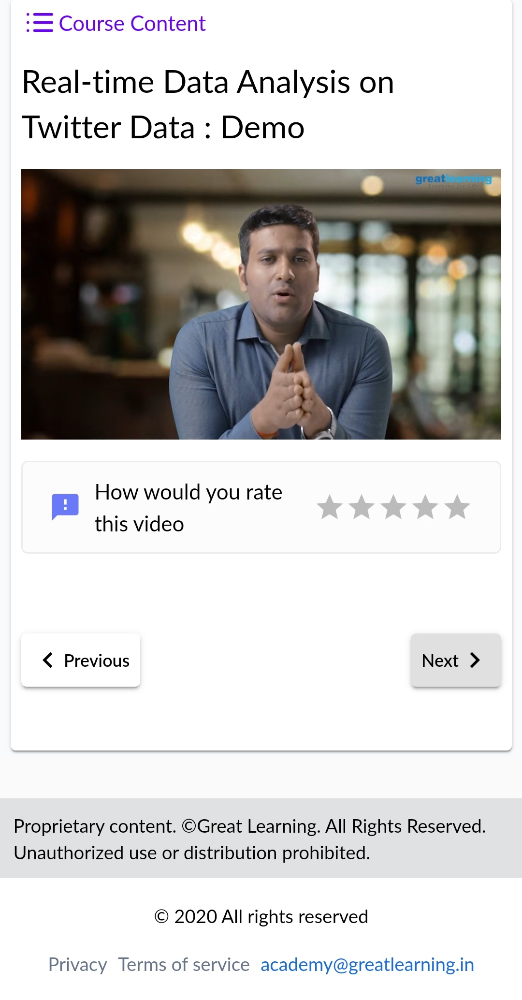 Course Content
Real-time Data Analysis on
Twitter Data : Demo
greatlearning
Learning for Life
How would you rate
this video
Previous
Next
Proprietary content. ©Great Learning. All Rights Reserved.
Unauthorized use or distribution prohibited.
© 2020 All rights reserved
Privacy Terms of service academy@greatlearning.in